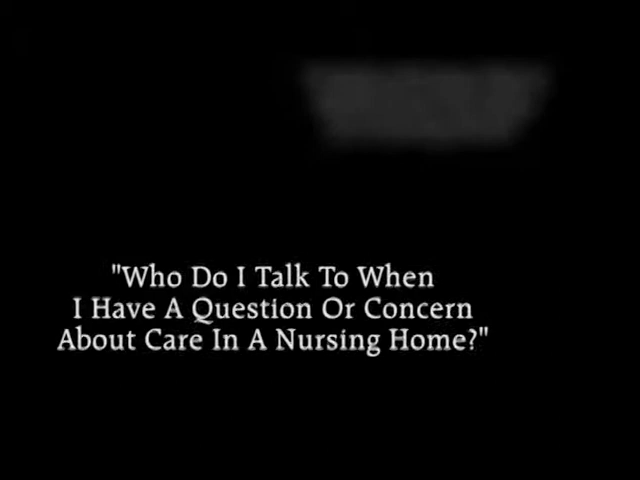 "Who Do I Talk To When
I Have A Question Or Concern
About Care In A Nursing Home?"